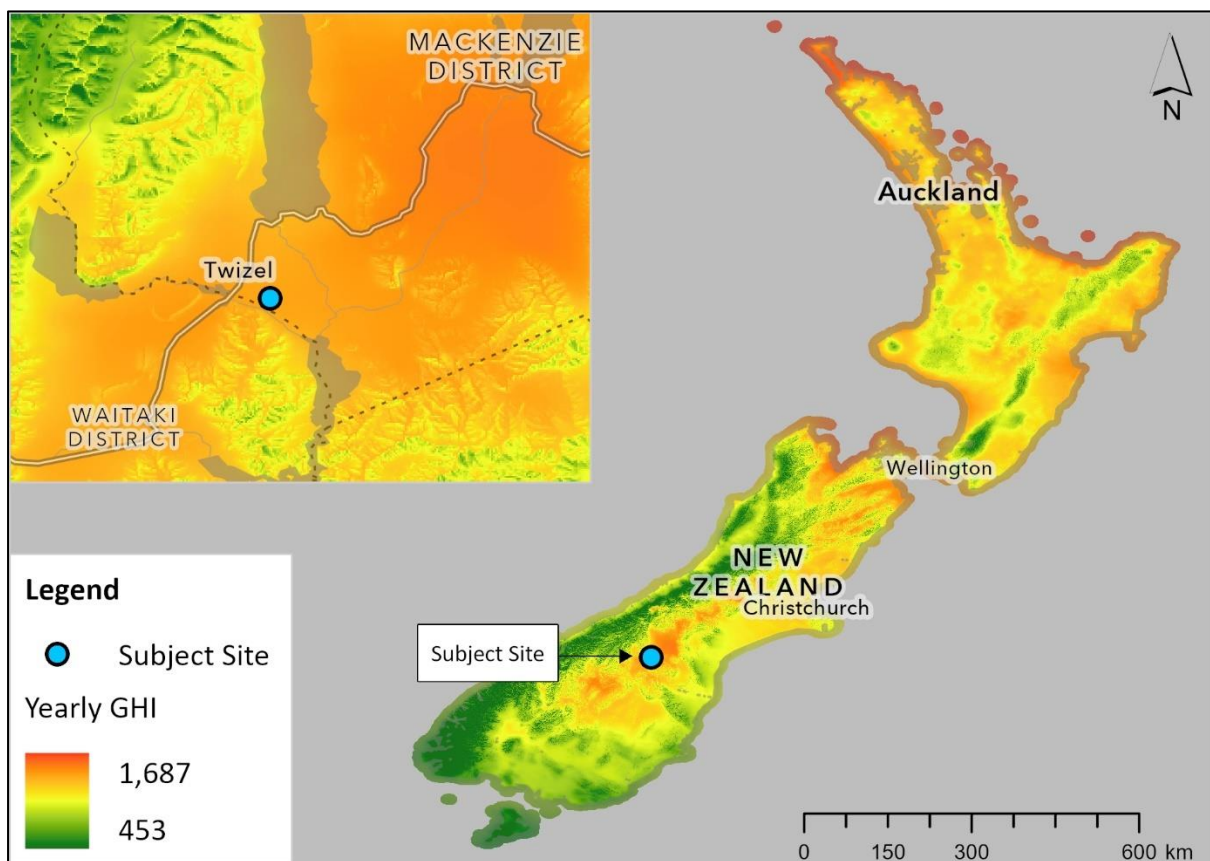 MACKENZIE
DISTRICT
Twizel
WAITAKI
DISTRICT
N
Auckland
Wellington
NEW
ZEALAND
Christchurch
Subject Site
Legend
Subject Site
Yearly GHI
1,687
453
0 150 300 600 km